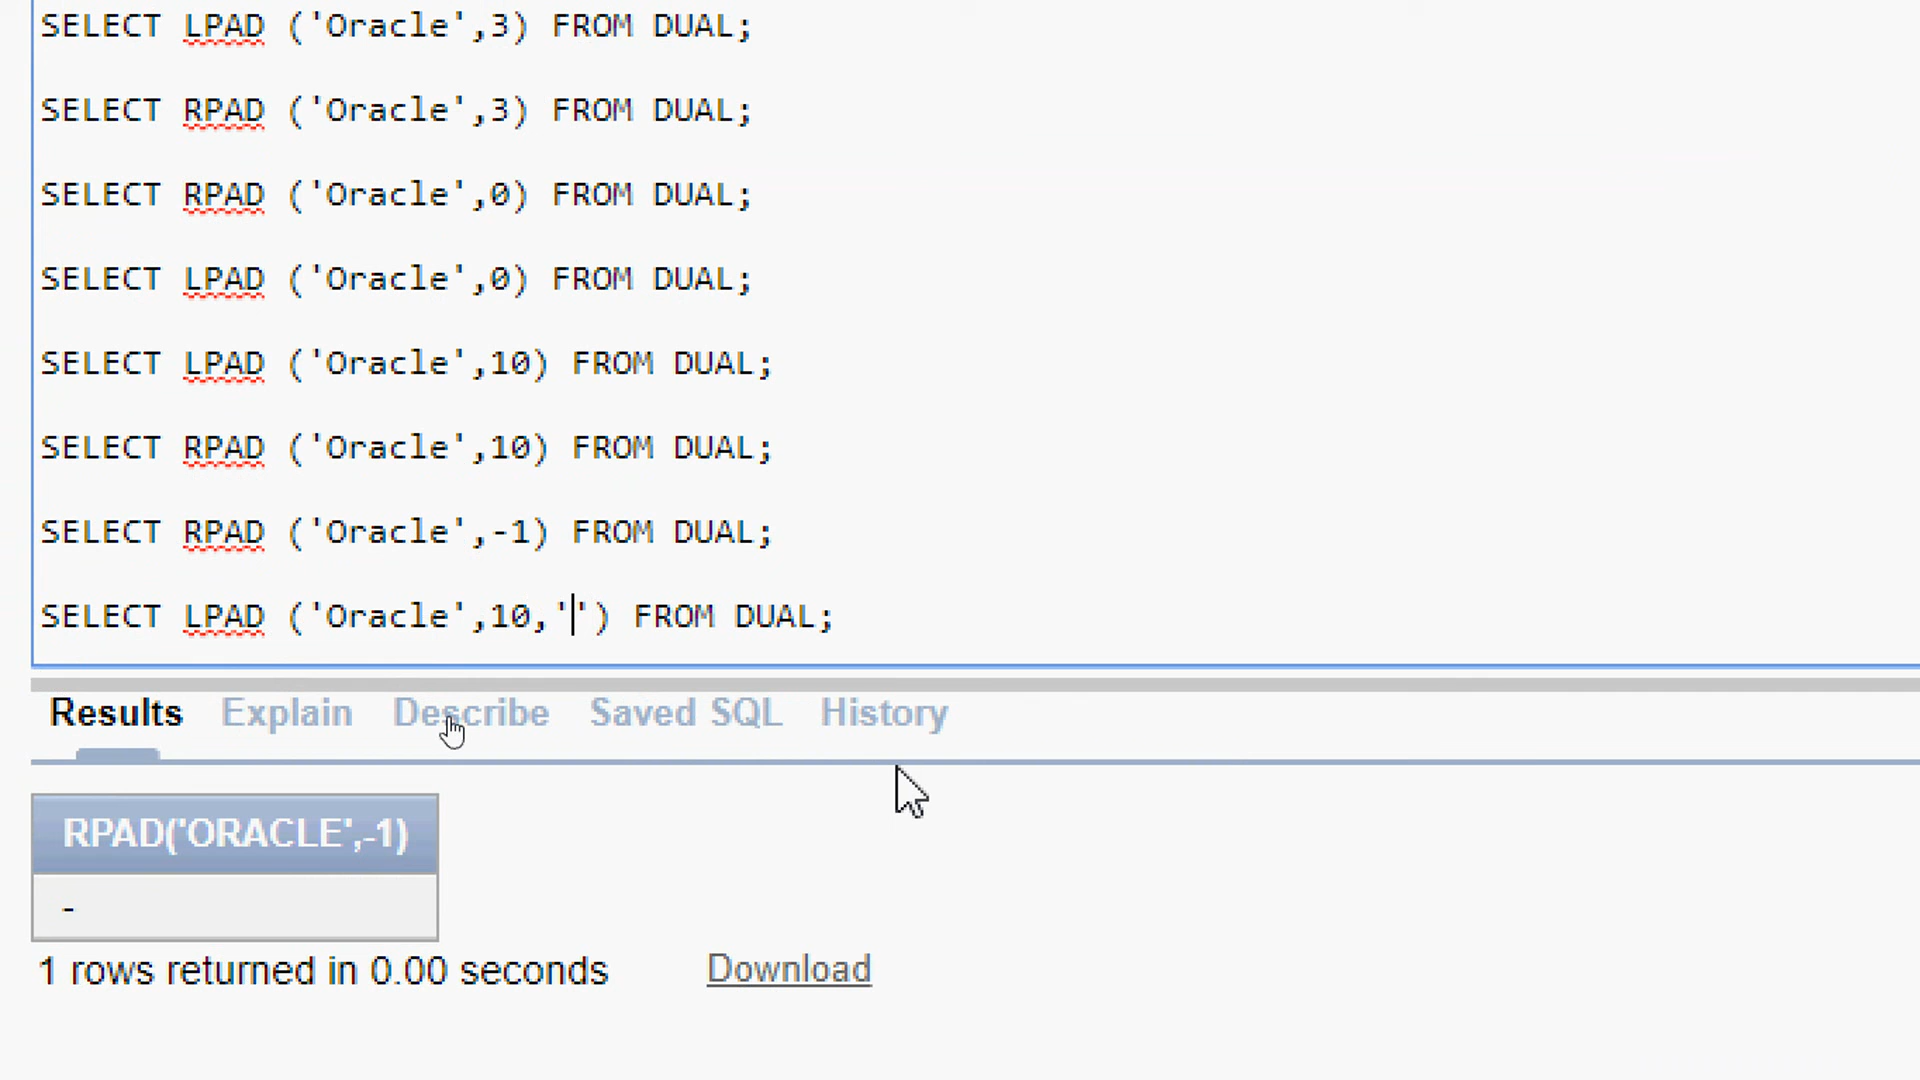 SELECT LPAD ('Oracle',3) FROM DUAL;
SELECT RPAD ('Oracle',3) FROM DUAL;
SELECT RPAD ('Oracle',0) FROM DUAL;
SELECT LPAD ('Oracle',0) FROM DUAL;
SELECT LPAD ('Oracle',10) FROM DUAL;
SELECT RPAD ('Oracle',10) FROM DUAL;
SELECT RPAD ('Oracle',-1) FROM DUAL;
SELECT LPAD ('Oracle',10,'') FROM DUAL;
Results Explain Describe Saved SQL History
RPAD('ORACLE',-1)
-
1 rows returned in 0.00 seconds Download